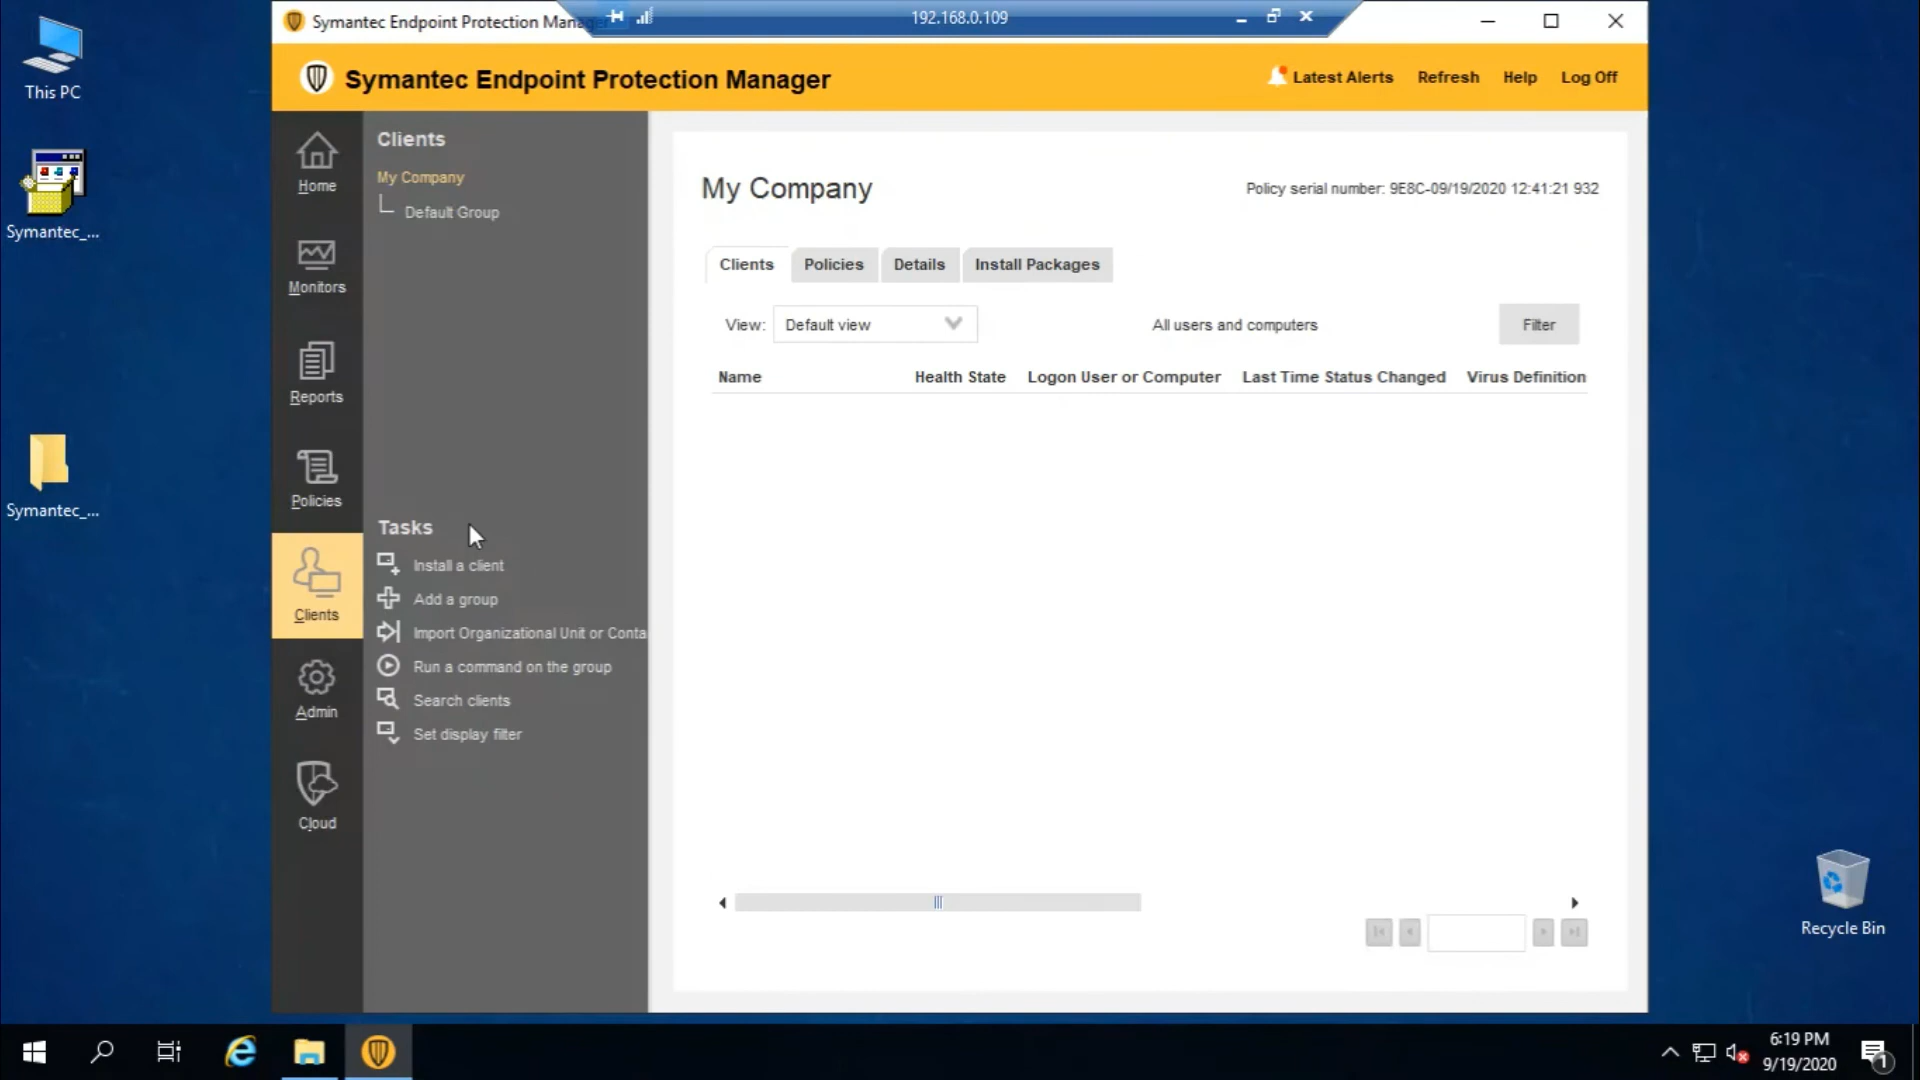 This PC
Symantec_...
Symantec_...
Recycle Bin
Symantec Endpoint Protection Manager
192.168.0.109
Symantec Endpoint Protection Manager
Latest Alerts
Refresh
Help
Log Off
Home
Monitors
Reports
Policies
Clients
Admin
Cloud
Clients
My Company
Default Group
Tasks
Install a client
Add a group
Import Organizational Unit or Conta
Run a command on the group
Search clients
Set display filter
My Company
Policy serial number: 9E8C-09/19/2020 12:41:21 932
Clients
Policies
Details
Install Packages
View:
Default view
All users and computers
Filter
Name
Health State
Logon User or Computer
Last Time Status Changed
Virus Definition
6:19 PM
9/19/2020
1